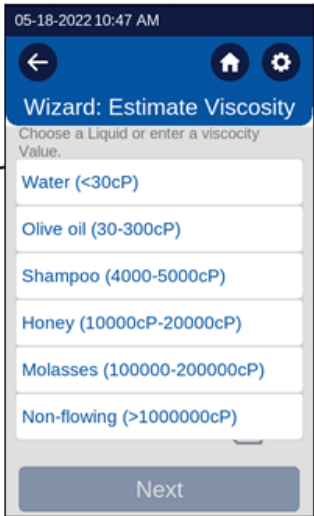 05-18-2022 10:47 AM
Wizard: Estimate Viscosity
Choose a Liquid or enter a viscocity
Value.
Water (<30cP)
Olive oil (30-300cP)
Shampoo (4000-5000cP)
Honey (10000cP-20000cP)
Molasses (100000-200000cP)
Non-flowing (>1000000cP)
Next